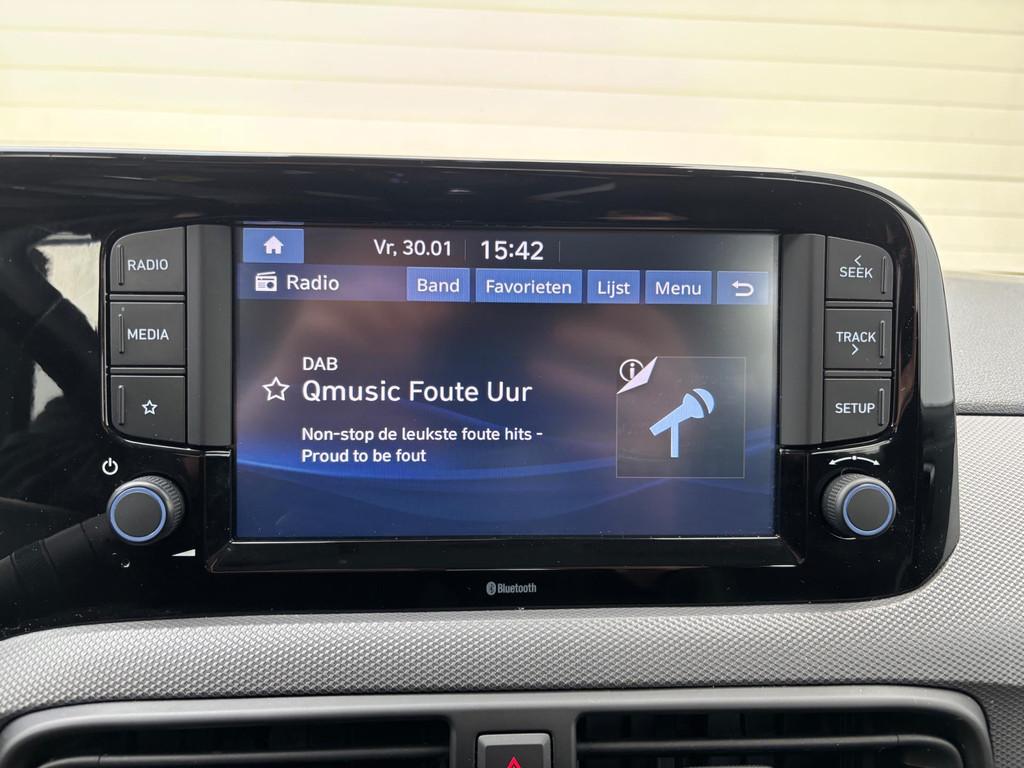 Vr, 30.01 15:42
Radio Band Favorieten Lijst Menu
DAB
Qmusic Foute Uur
Non-stop de leukste foute hits -
Proud to be fout
RADIO
MEDIA
SEEK
TRACK
SETUP
Bluetooth